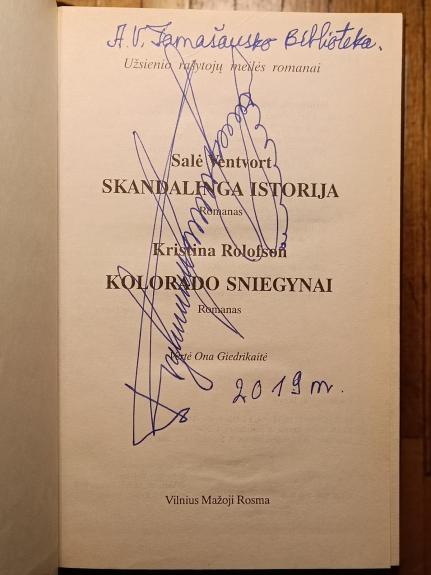 A. V. Tamašausko Biblioteka.
Užsienio rašytojų meilės romanai
Salė Ventvort
SKANDALINGA ISTORIJA
Romanas
Kristina Rolofson
KOLORADO SNIEGYNAI
Romanas
Vertė Ona Giedrikaitė
2019 m.
Vilnius Mažoji Rosma